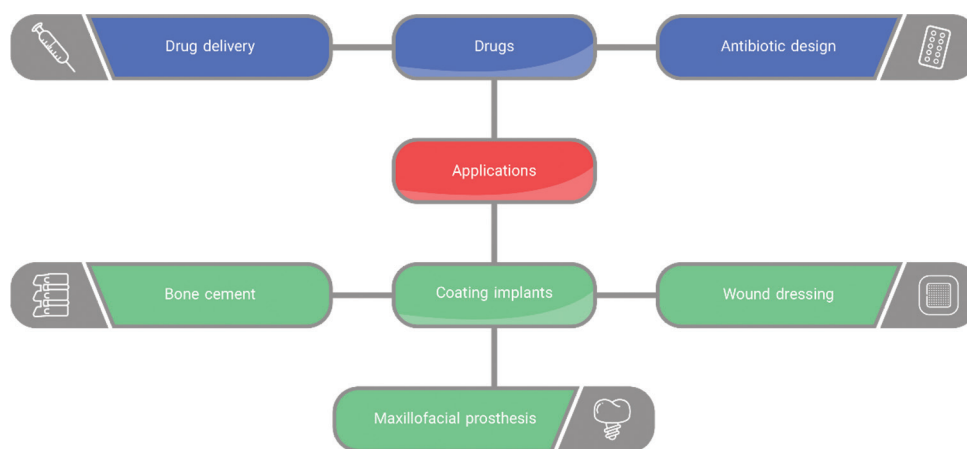 Drug delivery
Drugs
Antibiotic design
Applications
Bone cement
Coating implants
Wound dressing
Maxillofacial prosthesis